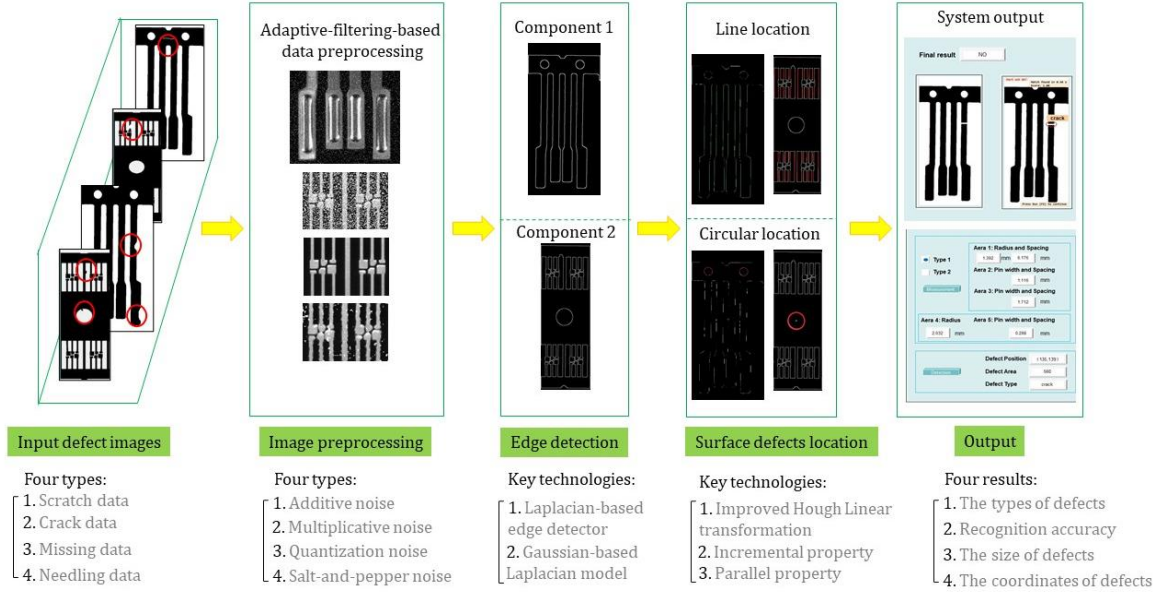 Adaptive-filtering-based
data preprocessing
Component 1
Component 2
Line location
Circular location
System output
Final result
NO
crack
Type 1
Type 2
Aera 1: Radius and Spacing
mm
mm
Aera 2: Pin width and Spacing
mm
Aera 3: Pin width and Spacing
mm
Aera 4: Radius
mm
Aera 5: Pin width and Spacing
mm
Defect Position
Defect Area
Defect Type
crack
Input defect images
Image preprocessing
Edge detection
Surface defects location
Output
Four types:
1. Scratch data
2. Crack data
3. Missing data
4. Needling data
Four types:
1. Additive noise
2. Multiplicative noise
3. Quantization noise
4. Salt-and-pepper noise
Key technologies:
1. Laplacian-based
edge detector
2. Gaussian-based
Laplacian model
Key technologies:
1. Improved Hough Linear
transformation
2. Incremental property
3. Parallel property
Four results:
1. The types of defects
2. Recognition accuracy
3. The size of defects
4. The coordinates of defects